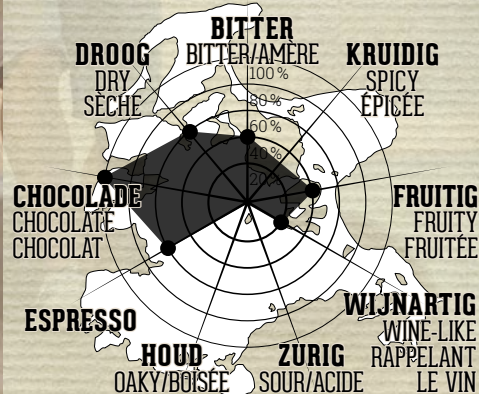 BITTER
BITTER/AMÈRE
DROOG
DRY
SÈCHE
KRUIDIG
SPICY
ÉPICÉE
100%
80%
60%
40%
20%
CHOCOLADE
CHOCOLATE
CHOCOLAT
FRUITIG
FRUITY
FRUITÉE
ESPRESSO
WIJNARTIG
WINE-LIKE
RAPPELANT
LE VIN
HOUD
OAKY/BOISÉE
ZURIG
SOUR/ACIDE